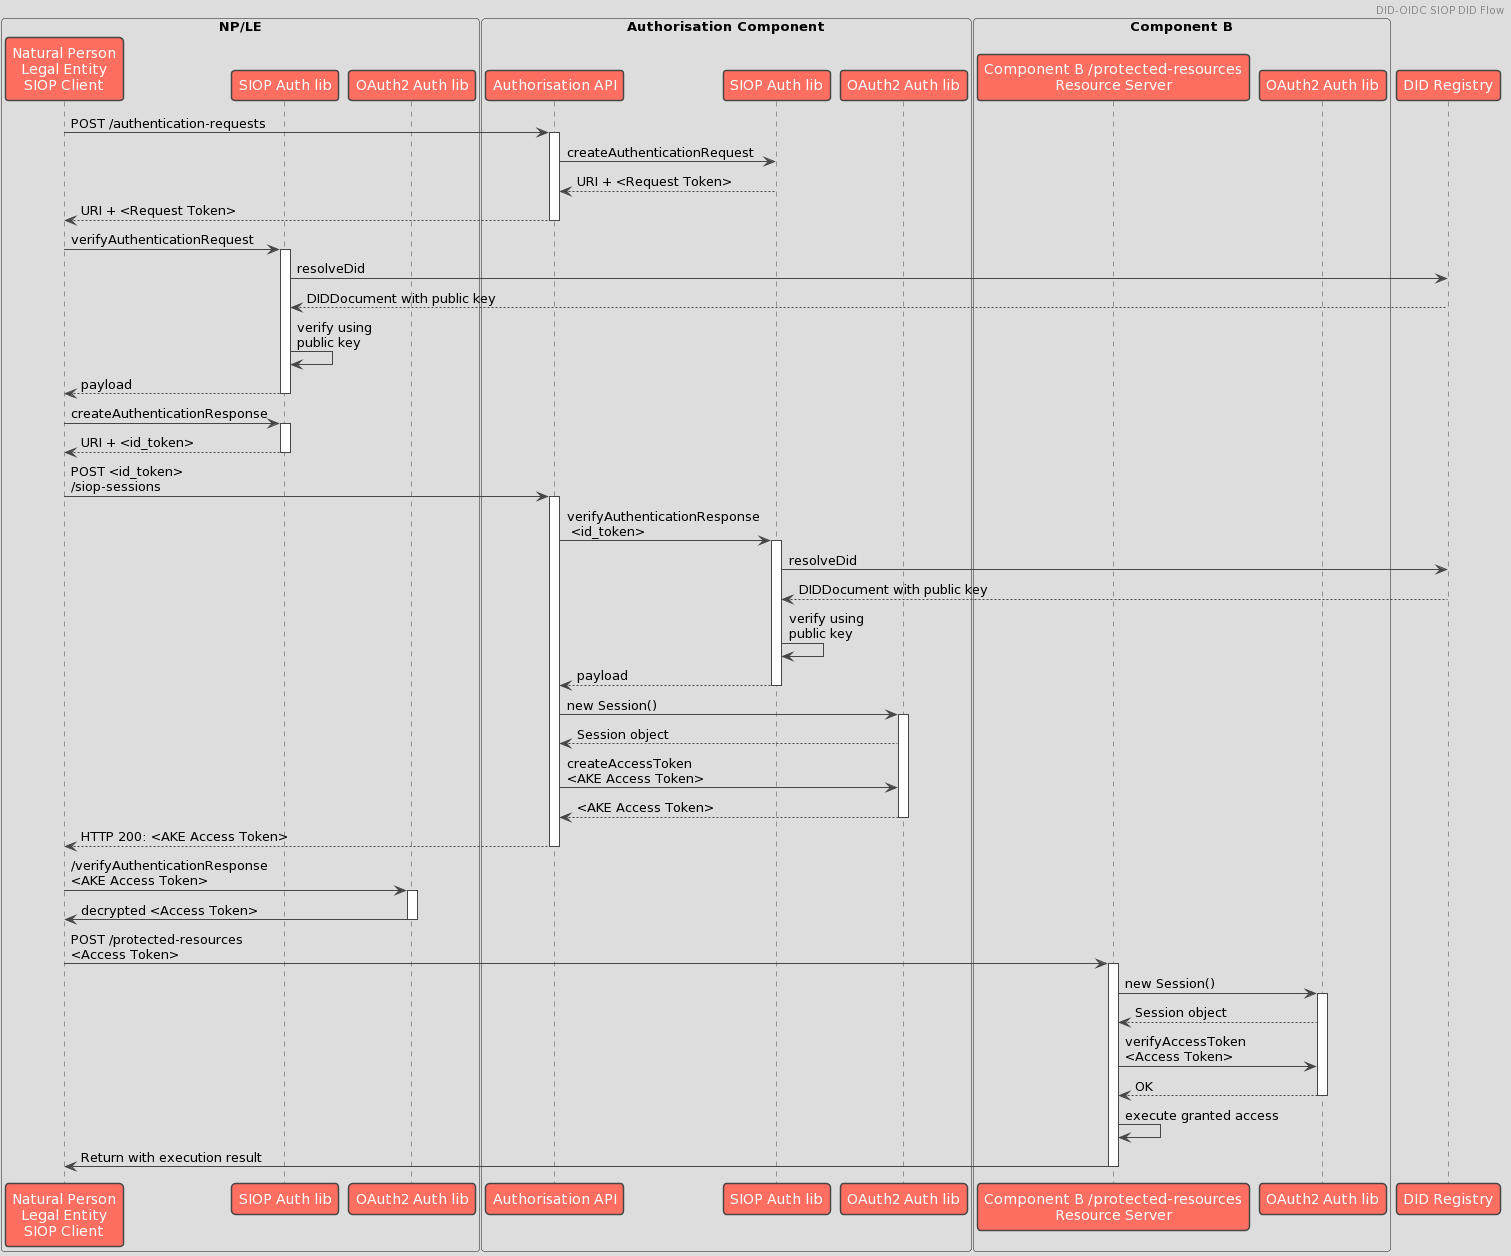 DID-OIDC SIOP DID Flow
NP/LE
Authorisation Component
Component B
Natural Person
Legal Entity
SIOP Client
SIOP Auth lib
OAuth2 Auth lib
Authorisation API
SIOP Auth lib
OAuth2 Auth lib
Component B /protected-resources
Resource Server
OAuth2 Auth lib
DID Registry
POST /authentication-requests
createAuthenticationRequest
URI + <Request Token>
URI + <Request Token>
verifyAuthenticationRequest
resolveDid
DIDDocument with public key
verify using
public key
payload
createAuthenticationResponse
URI + <id_token>
POST <id_token>
/siop-sessions
verifyAuthenticationResponse
<id_token>
resolveDid
DIDDocument with public key
verify using
public key
payload
new Session()
Session object
createAccessToken
<AKE Access Token>
<AKE Access Token>
HTTP 200: <AKE Access Token>
/verifyAuthenticationResponse
<AKE Access Token>
decrypted <Access Token>
POST /protected-resources
<Access Token>
new Session()
Session object
verifyAccessToken
<Access Token>
OK
execute granted access
Return with execution result
Natural Person
Legal Entity
SIOP Client
SIOP Auth lib
OAuth2 Auth lib
Authorisation API
SIOP Auth lib
OAuth2 Auth lib
Component B /protected-resources
Resource Server
OAuth2 Auth lib
DID Registry